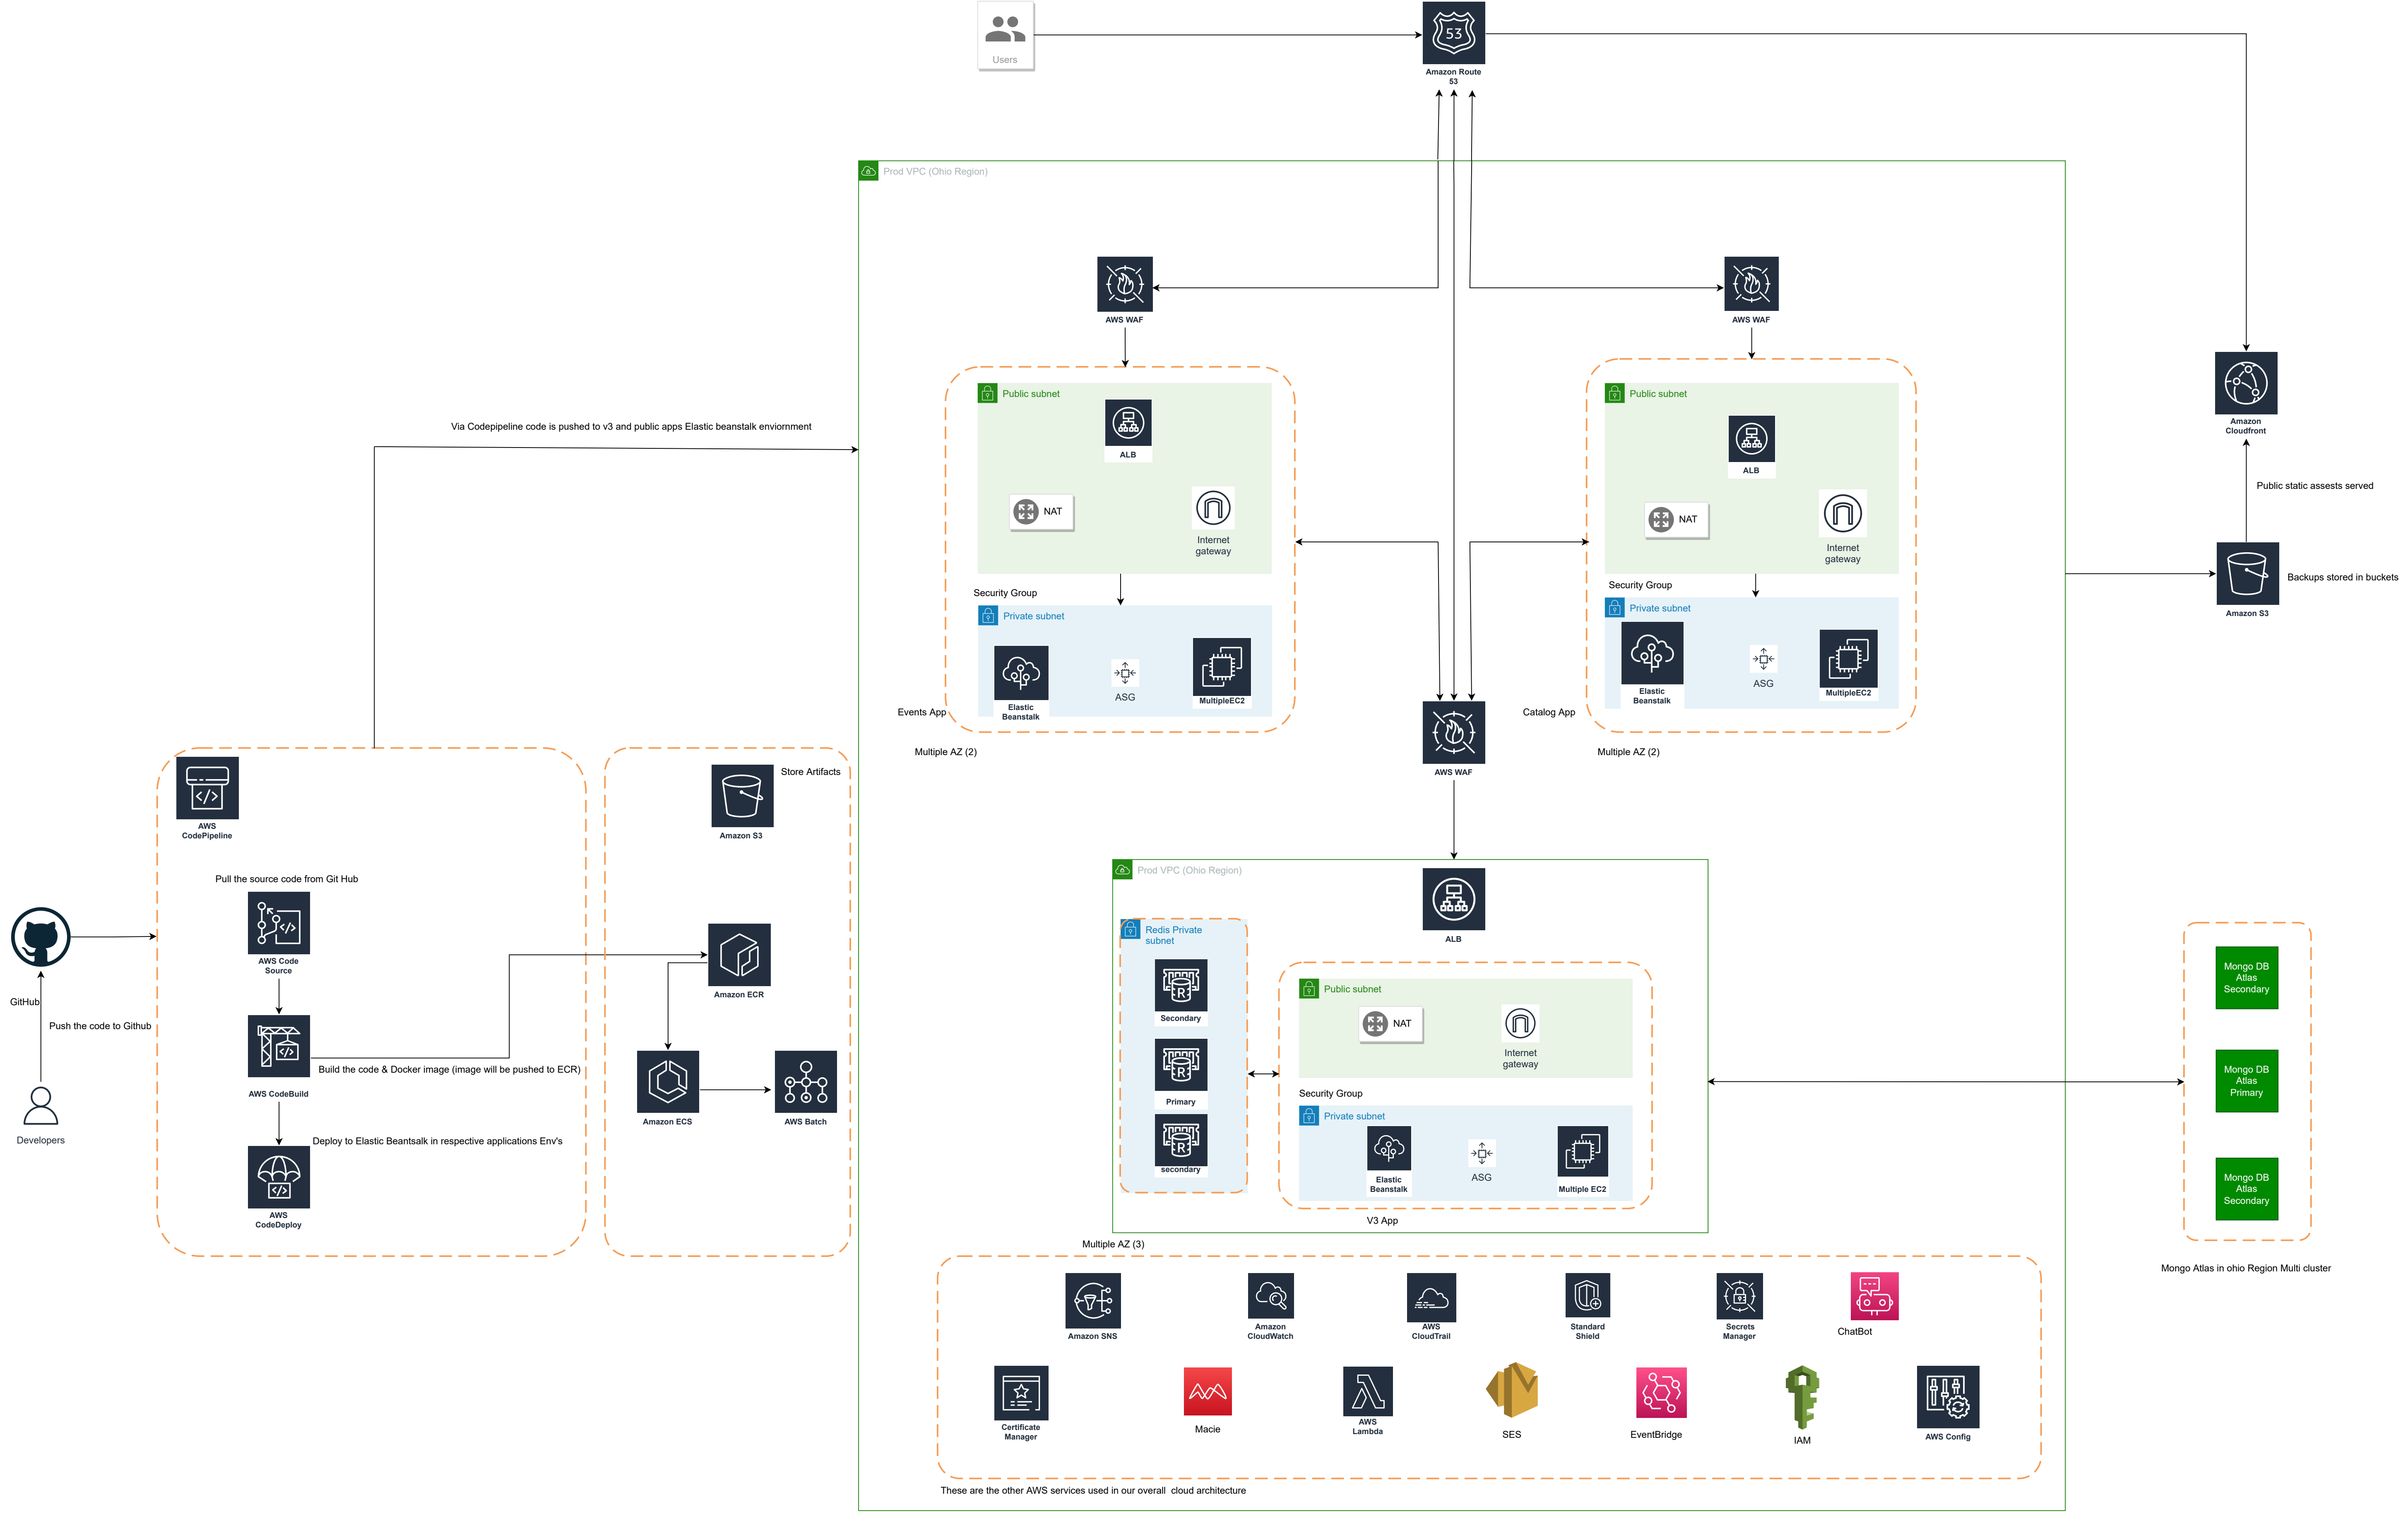 Users
53
Amazon Route
53
Prod VPC (Ohio Region)
AWS WAF
AWS WAF
Public subnet
ALB
NAT
Internet
gateway
Security Group
Private subnet
Elastic
Beanstalk
ASG
MultipleEC2
Events App
Multiple AZ (2)
Public subnet
ALB
NAT
Internet
gateway
Security Group
Private subnet
Elastic
Beanstalk
ASG
MultipleEC2
Catalog App
Multiple AZ (2)
Amazon
Cloudfront
Public static assests served
Amazon S3
Backups stored in buckets
Via Codepipeline code is pushed to v3 and public apps Elastic beanstalk enviornment
AWS
CodePipeline
Pull the source code from Git Hub
AWS Code
Source
AWS CodeBuild
Build the code & Docker image (image will be pushed to ECR)
Deploy to Elastic Beantsalk in respective applications Env's
AWS
CodeDeploy
GitHub
Push the code to Github
Developers
Store Artifacts
Amazon S3
Amazon ECR
Amazon ECS
AWS Batch
AWS WAF
Prod VPC (Ohio Region)
ALB
Redis Private
subnet
R
Secondary
R
Primary
R
secondary
Public subnet
NAT
Internet
gateway
Security Group
Private subnet
Elastic
Beanstalk
ASG
Multiple EC2
V3 App
Multiple AZ (3)
Mongo DB
Atlas
Secondary
Mongo DB
Atlas
Primary
Mongo DB
Atlas
Secondary
Mongo Atlas in ohio Region Multi cluster
Amazon SNS
Amazon
CloudWatch
AWS
CloudTrail
Standard
Shield
Secrets
Manager
ChatBot
Certificate
Manager
Macie
AWS
Lambda
SES
EventBridge
IAM
AWS Config
These are the other AWS services used in our overall cloud architecture